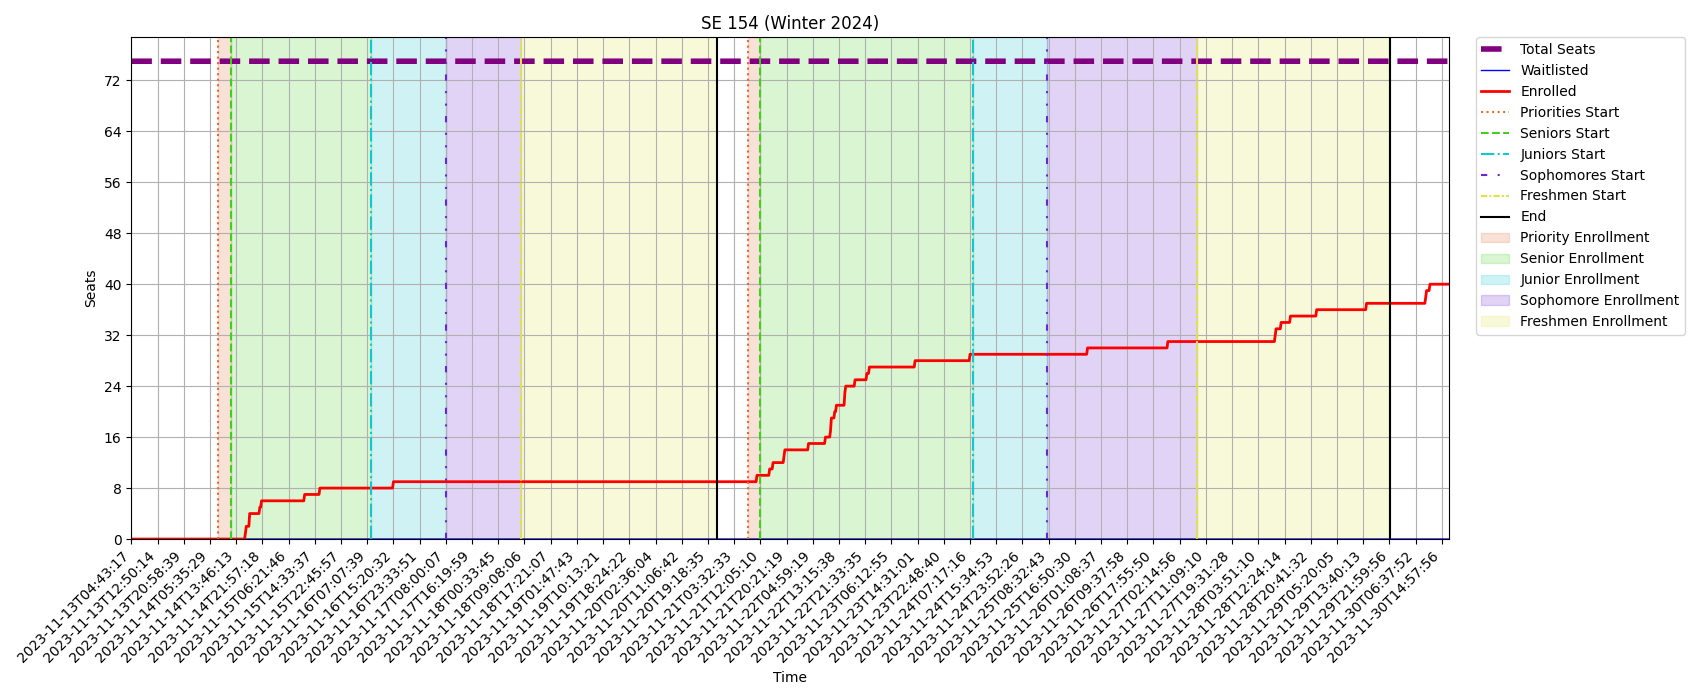 SE 154 (Winter 2024)
Seats
72
64
56
48
40
32
24
16
8
0
2023-11-13T04:43:17
2023-11-13T12:50:14
2023-11-13T20:58:39
2023-11-14T05:35:29
2023-11-14T13:46:13
2023-11-14T21:57:18
2023-11-15T06:21:46
2023-11-15T14:33:37
2023-11-15T22:45:57
2023-11-16T07:07:39
2023-11-16T15:20:32
2023-11-16T23:33:51
2023-11-17T08:00:07
2023-11-17T16:19:59
2023-11-18T00:33:45
2023-11-18T09:08:06
2023-11-18T17:21:07
2023-11-19T01:47:43
2023-11-19T10:13:21
2023-11-19T18:24:22
2023-11-20T02:36:04
2023-11-20T11:06:42
2023-11-20T19:18:35
2023-11-21T03:32:33
2023-11-21T12:05:10
2023-11-21T20:21:19
2023-11-22T04:59:19
2023-11-22T13:15:38
2023-11-22T21:33:35
2023-11-23T06:12:55
2023-11-23T14:31:01
2023-11-23T22:48:40
2023-11-24T07:17:16
2023-11-24T15:34:53
2023-11-24T23:52:26
2023-11-25T08:32:43
2023-11-25T16:50:30
2023-11-26T01:08:37
2023-11-26T09:37:58
2023-11-26T17:55:50
2023-11-27T02:14:56
2023-11-27T11:09:10
2023-11-27T19:31:28
2023-11-28T03:51:10
2023-11-28T12:24:14
2023-11-28T20:41:32
2023-11-29T05:20:05
2023-11-29T13:40:13
2023-11-29T21:59:56
2023-11-30T06:37:52
2023-11-30T14:57:56
Time
Total Seats
Waitlisted
Enrolled
Priorities Start
Seniors Start
Juniors Start
Sophomores Start
Freshmen Start
End
Priority Enrollment
Senior Enrollment
Junior Enrollment
Sophomore Enrollment
Freshmen Enrollment